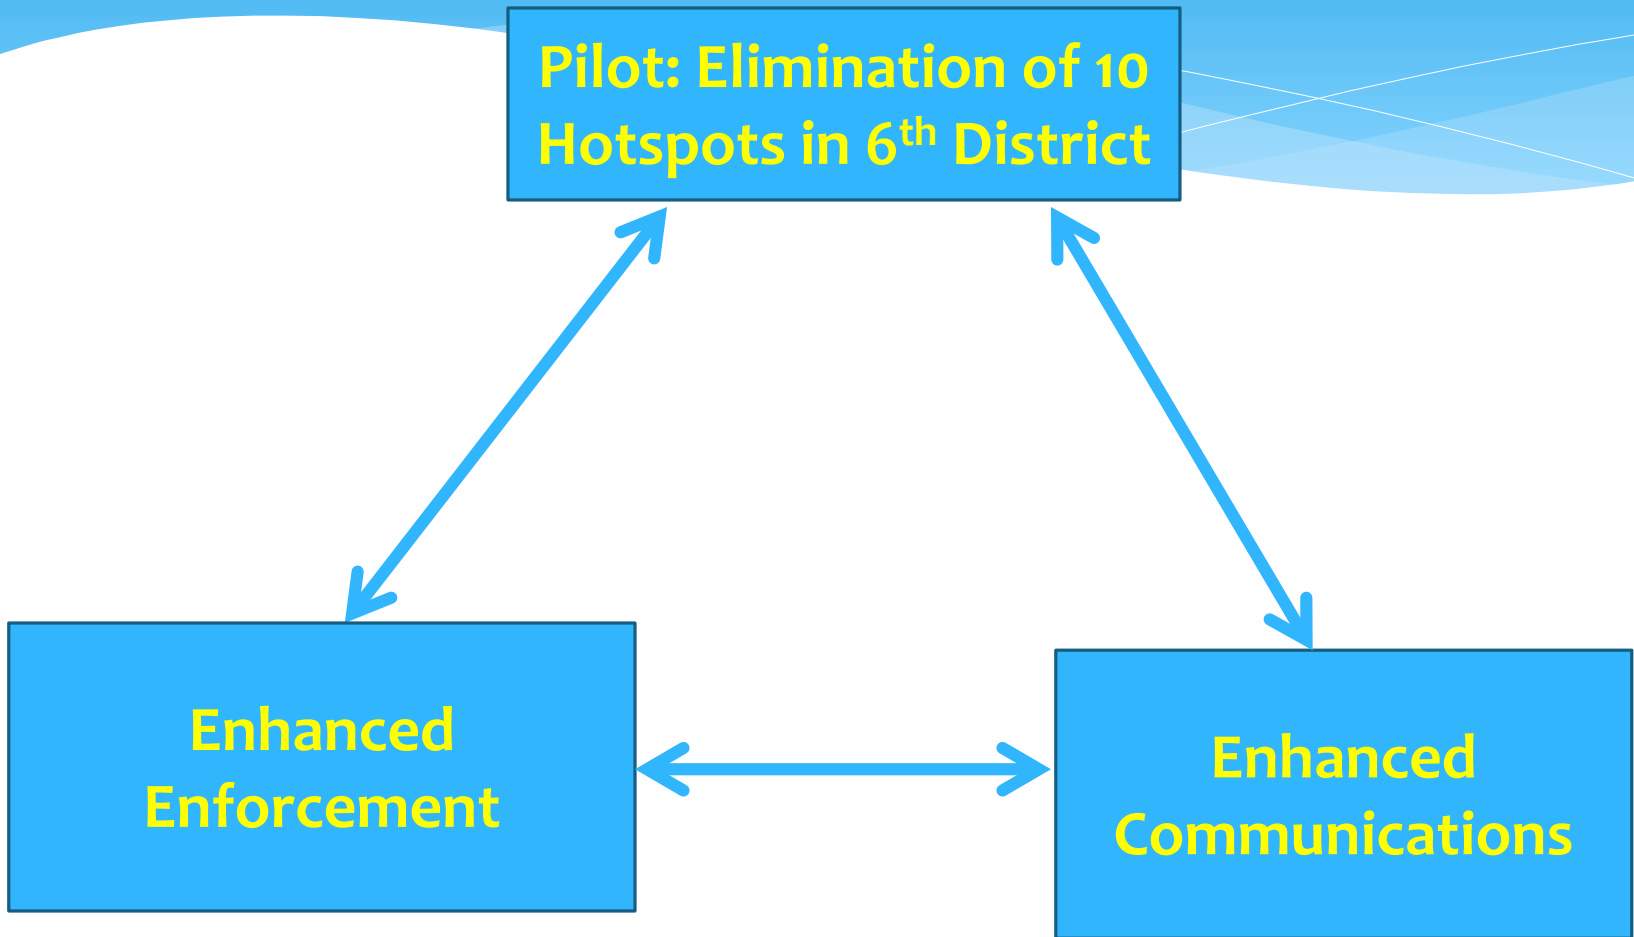 Pilot: Elimination of 10
Hotspots in 6th District
Enhanced
Enforcement
Enhanced
Communications